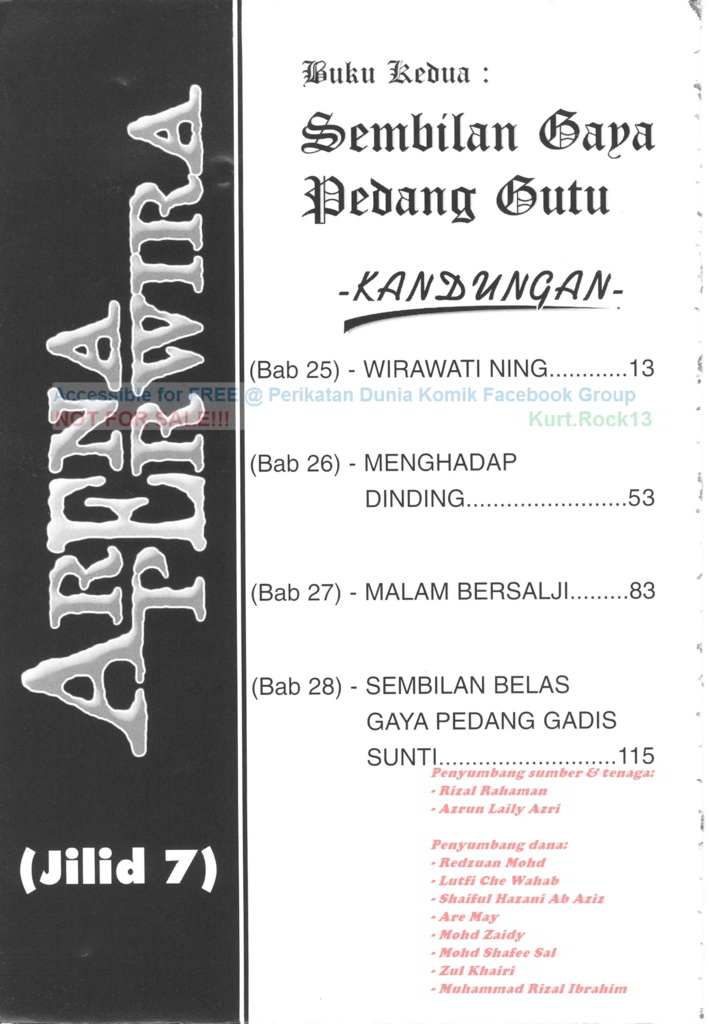 ARENA
PERWIRA
(Jilid 7)
Buku Kedua :
Sembilan Gaya
Pedang Gutu
-KANDUNGAN-
(Bab 25) - WIRAWATI NING............13
Accessible for FREE @ Perikatan Dunia Komik Facebook Group
NOT FOR SALE!!!
Kurt.Rock13
(Bab 26) - MENGHADAP
DINDING.........................53
(Bab 27) - MALAM BERSALJI.........83
(Bab 28) - SEMBILAN BELAS
GAYA PEDANG GADIS
SUNTI...........................115
Penyumbang sumber & tenaga:
- Rizal Rahaman
- Azrun Laily Azri
Penyumbang dana:
- Redzuan Mohd
- Lutfi Che Wahab
- Shaiful Hazani Ab Aziz
- Are May
- Mohd Zaidy
- Mohd Shafee Sal
- Zul Khairi
- Muhammad Rizal Ibrahim